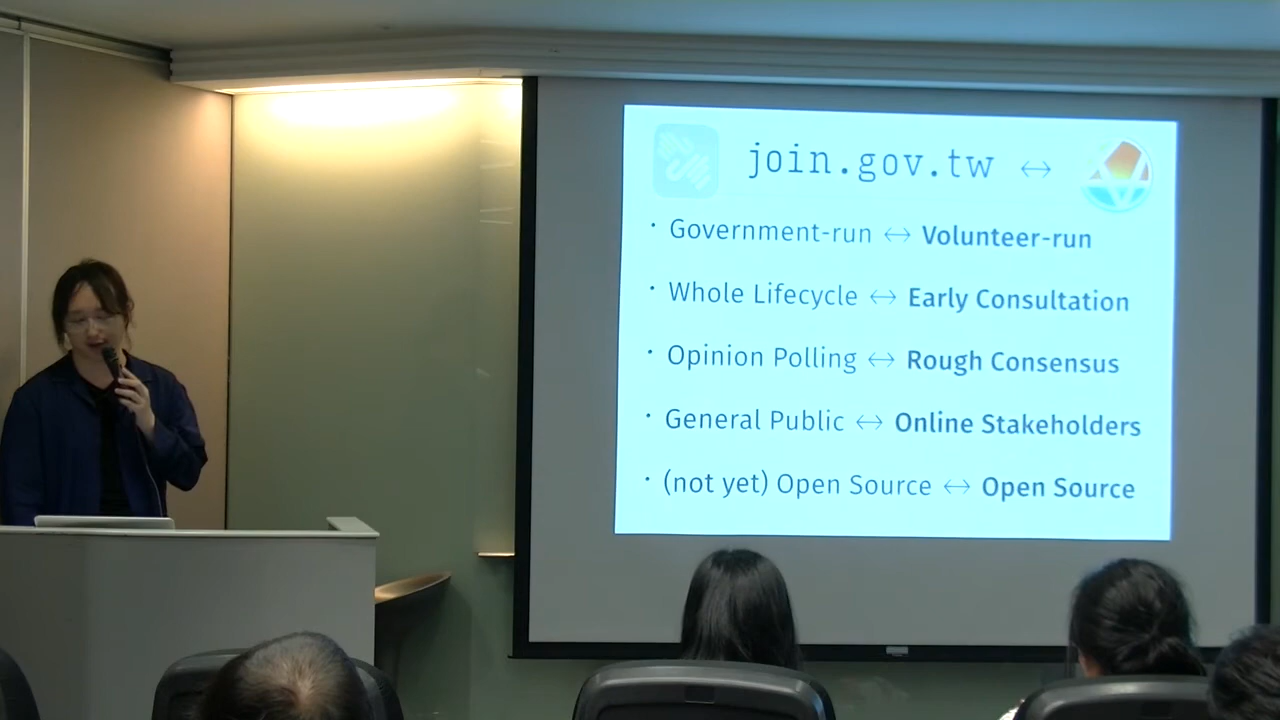 join.gov.tw ↔
· Government-run ↔ Volunteer-run
· Whole Lifecycle ↔ Early Consultation
· Opinion Polling ↔ Rough Consensus
· General Public ↔ Online Stakeholders
· (not yet) Open Source ↔ Open Source